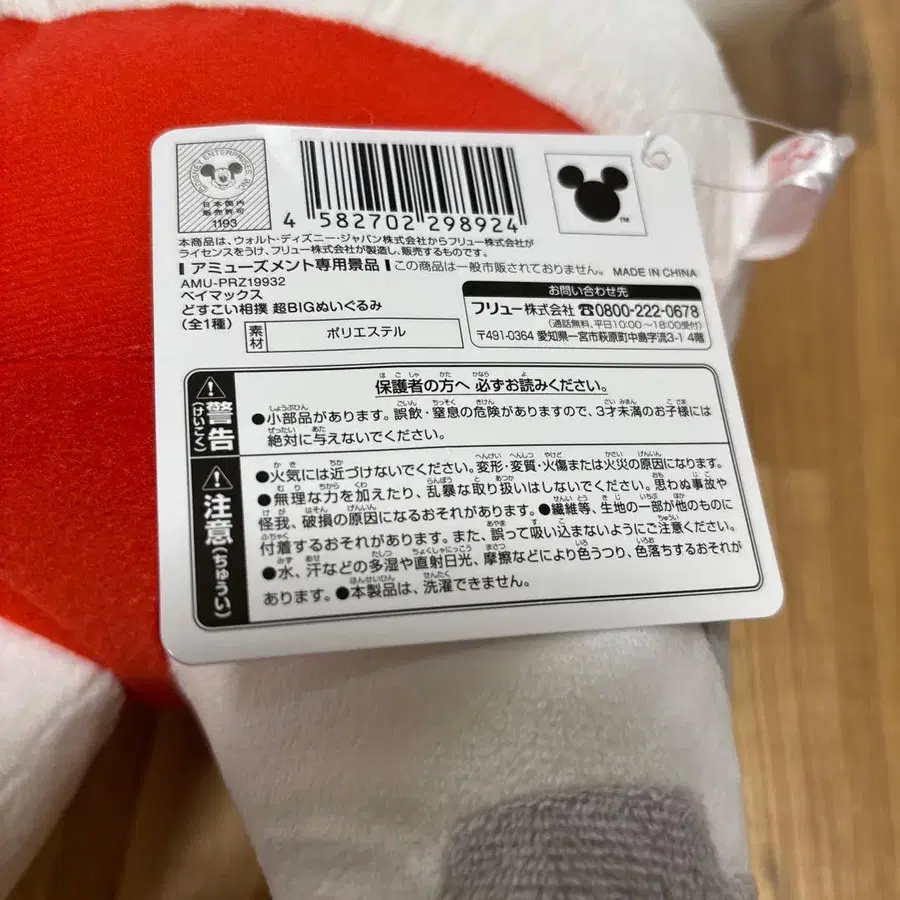 ©DISNEY ENTERPRISES INC.
日本国内
販売許可
1193
4 582702 298924
TM
本商品は、ウォルト・ディズニー・ジャパン株式会社からフリュー株式会社が
ライセンスをうけ、フリュー株式会社が製造し、販売するものです。
アミューズメント専用景品 この商品は一般市販されておりません。 MADE IN CHINA
AMU-PRZ19932
ベイマックス
どすこい相撲 超BIGぬいぐるみ
(全1種)
素材 ポリエステル
お問い合わせ先
フリュー株式会社 ☎0800-222-0678
(通話無料、平日10:00~18:00受付)
〒491-0364 愛知県一宮市萩原町中島字流3-1 4階
保護者の方へ 必ずお読みください。
警告(けいこく)
●小部品があります。誤飲・窒息の危険がありますので、3才未満のお子様には
絶対に与えないでください。
注意(ちゅうい)
●火気には近づけないでください。変形・変質・火傷または火災の原因になります。
●無理な力を加えたり、乱暴な取り扱いはしないでください。思わぬ事故や
怪我、破損の原因になるおそれがあります。●繊維等、生地の一部が他のものに
付着するおそれがあります。また、誤って吸い込まないようにご注意ください。
●水、汗などの多湿や直射日光、摩擦などにより色うつり、色落ちするおそれが
あります。●本製品は、洗濯できません。